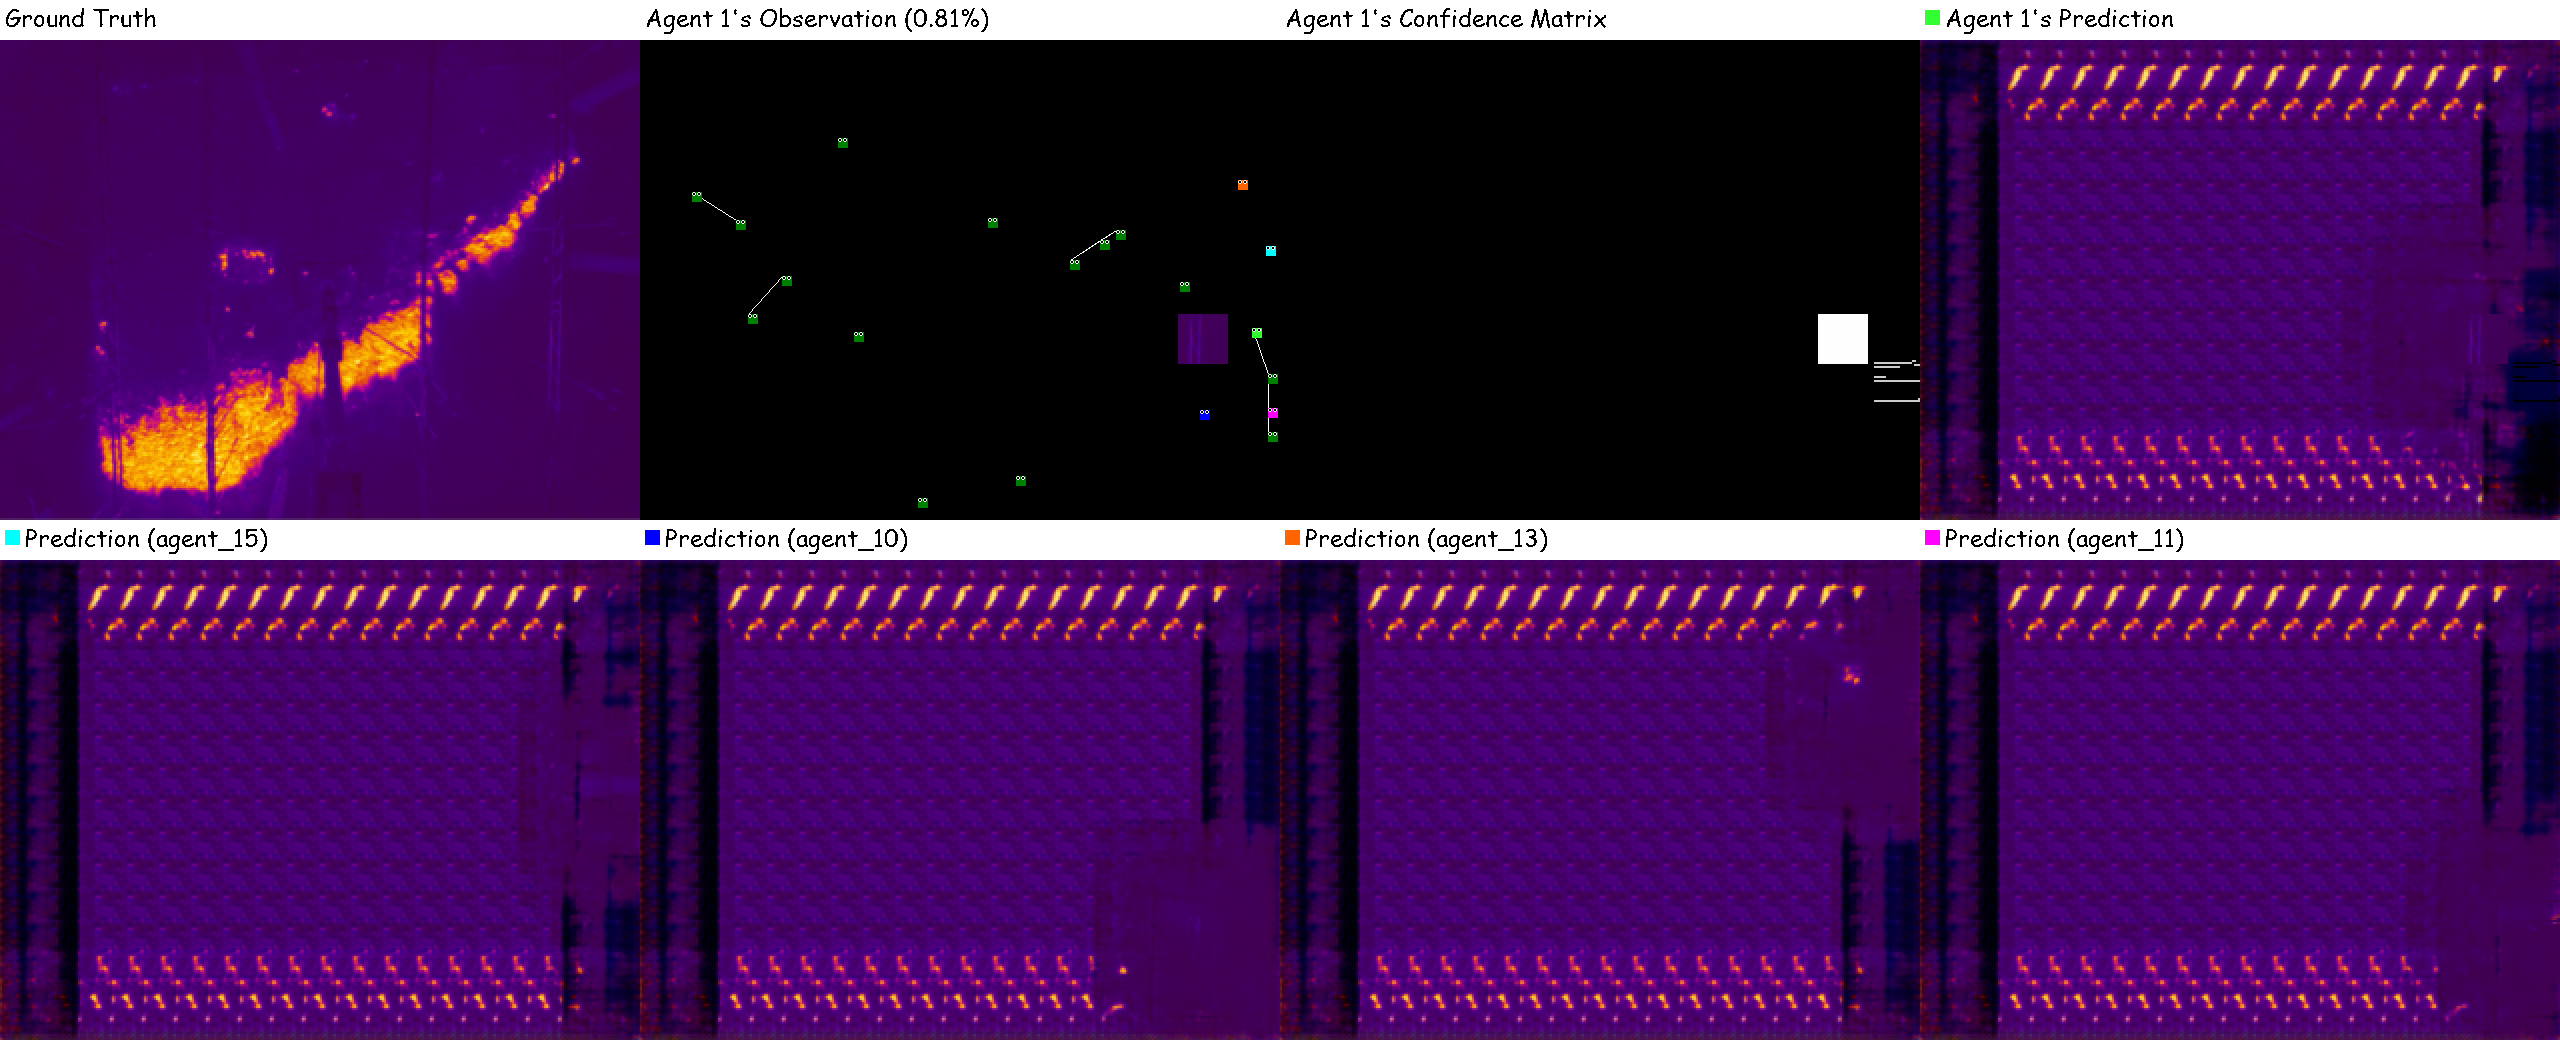 Ground Truth
Agent 1's Observation (0.81%)
Agent 1's Confidence Matrix
Agent 1's Prediction
Prediction (agent_15)
Prediction (agent_10)
Prediction (agent_13)
Prediction (agent_11)